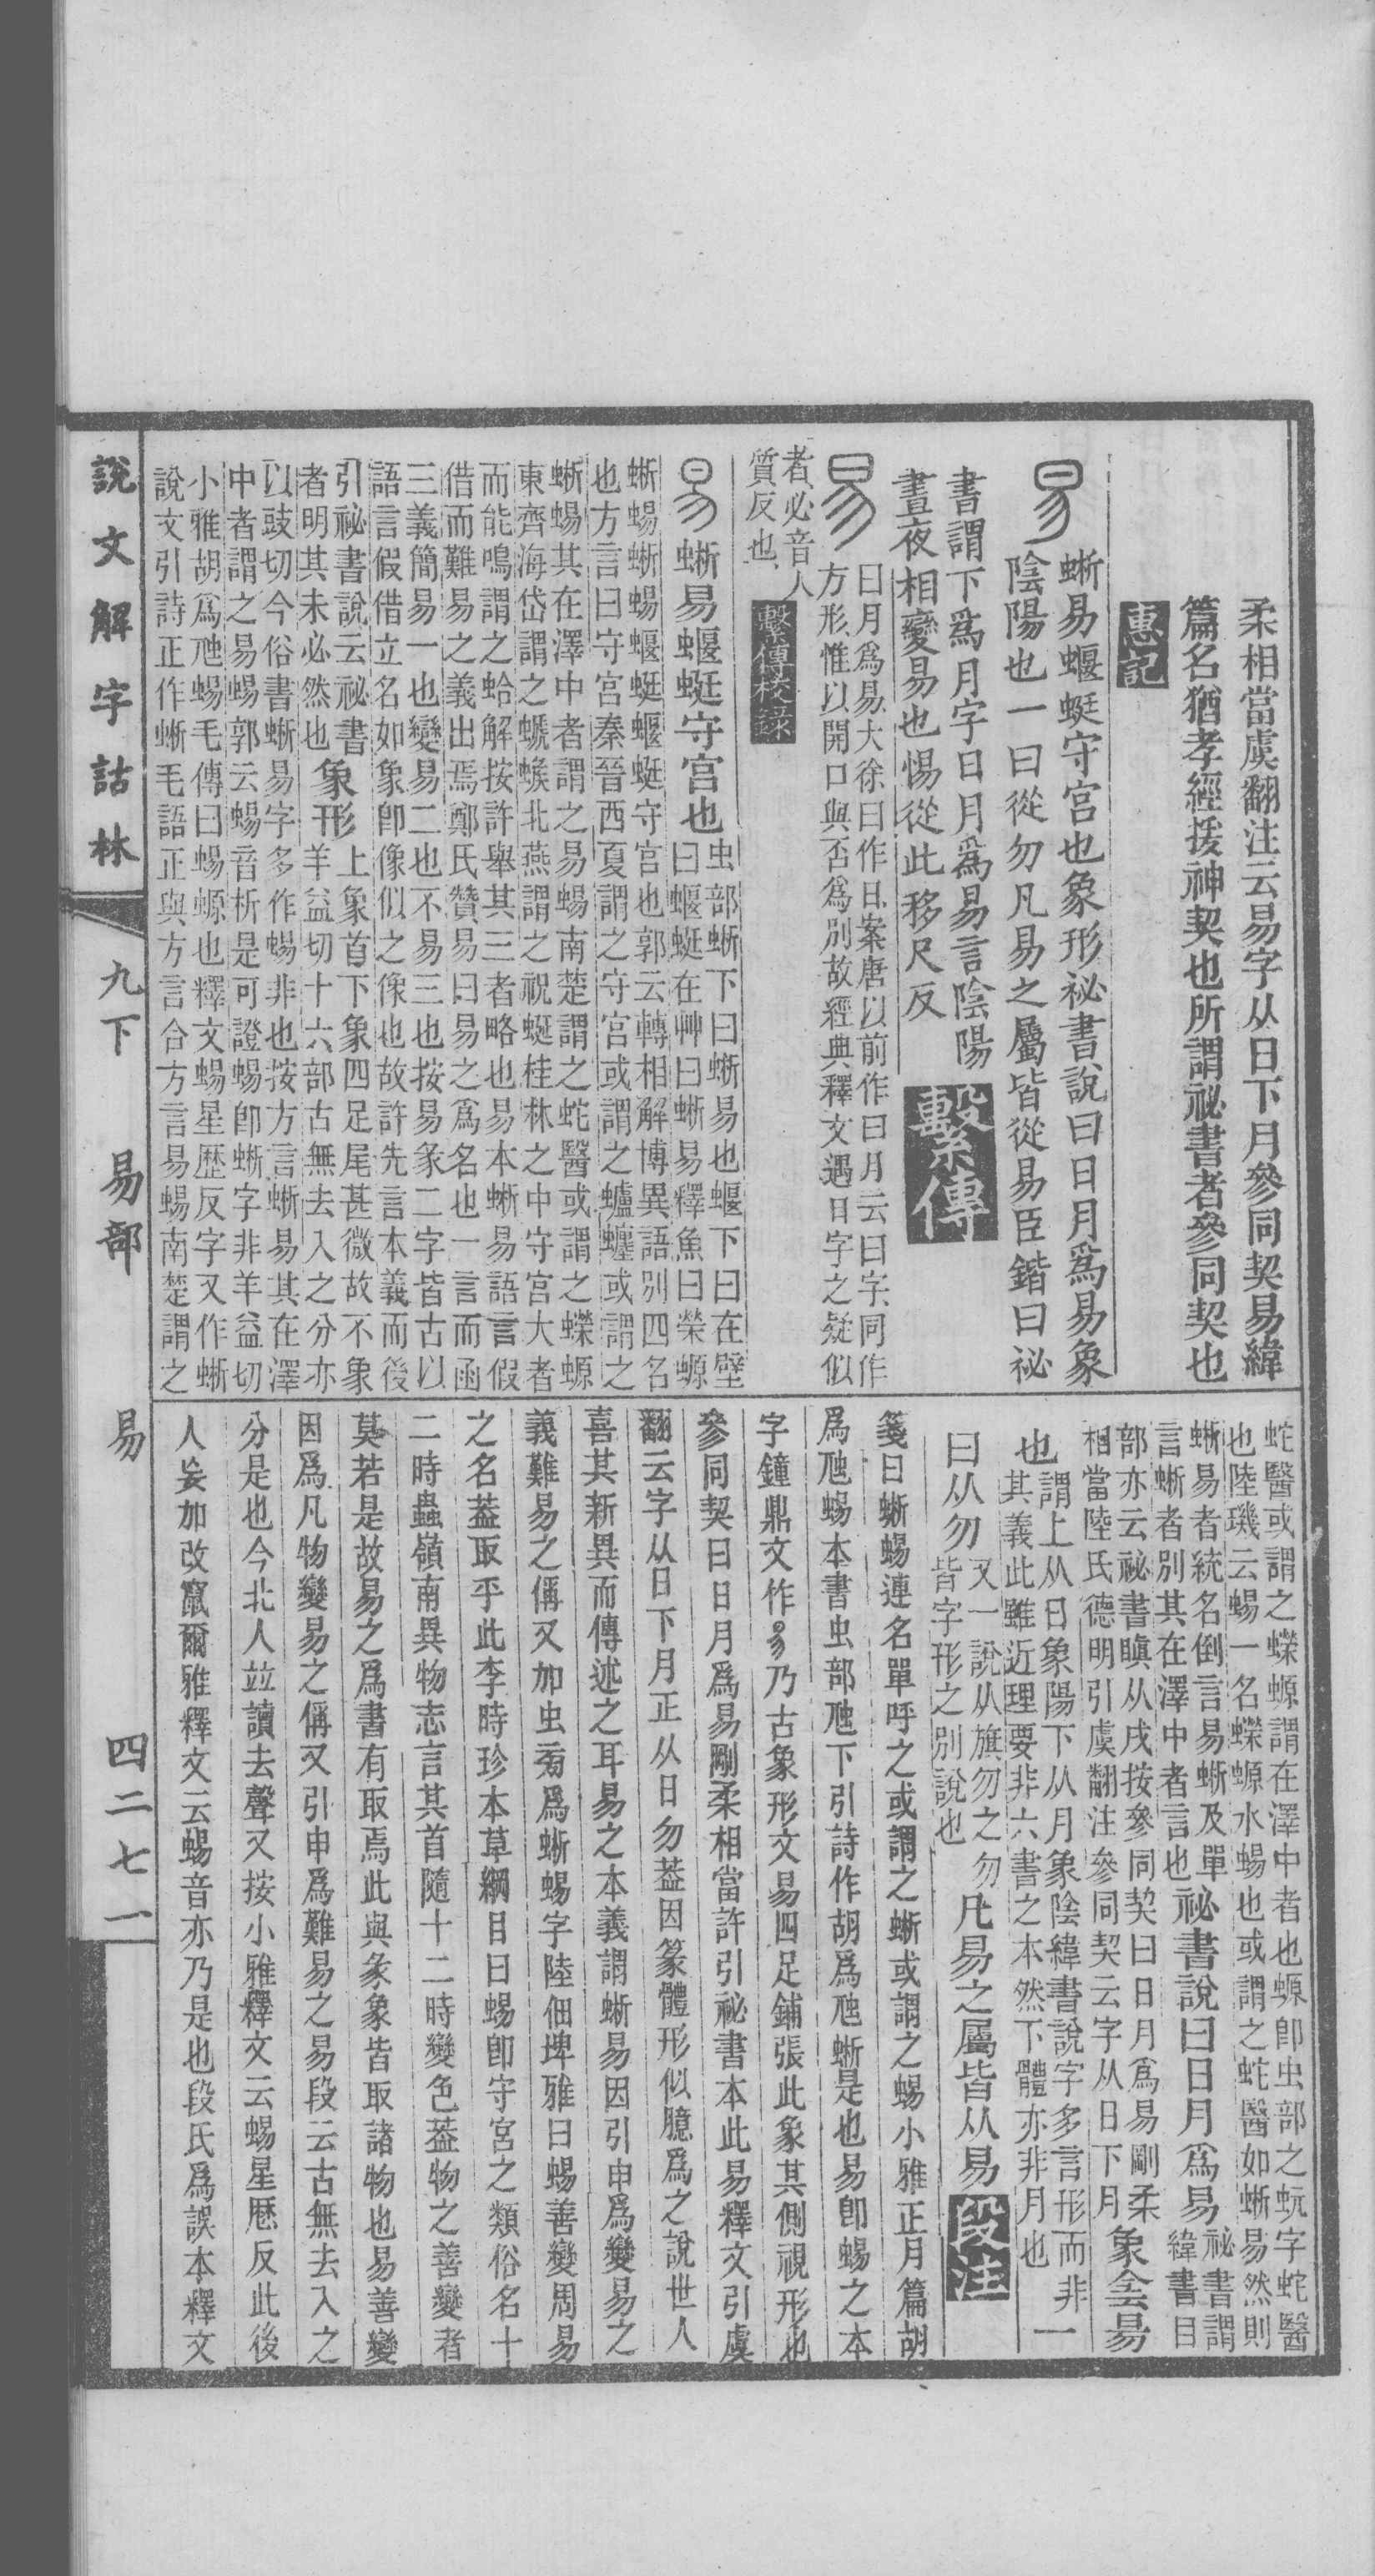 柔相當虞翻注云易字从日下月參同契易緯
篇名猶孝經援神契也所謂祕書者參同契也
惠記
易
蜥易蝘蜓守宮也象形祕書說曰日月爲易象
陰陽也一曰從勿凡易之屬皆從易臣鍇曰祕
書謂下爲月字日月爲易言陰陽
晝夜相變易也惕從此移尺反
繫傳
易
日月爲易大徐曰作日案唐以前作日月云曰字同作
方形惟以開口與否爲別故經典釋文遇日字之疑似
者必音人
質反也
繫傳校錄
易
蜥易蝘蜓守宮也
虫部蜥下曰蜥易也蝘下曰在壁
曰蝘蜓在艸曰蜥易釋魚曰榮螈
蜥蜴蜥蜴蝘蜓蝘蜓守宮也郭云轉相解博異語別四名
也方言曰守宮秦晉西夏謂之守宮或謂之蠦䗺或謂之
蜥蜴其在澤中者謂之易蜴南楚謂之蛇醫或謂之蠑螈
東齊海岱謂之螔䗔北燕謂之祝蜓桂林之中守宮大者
而能鳴謂之蛤解按許舉其三者略也易本蜥易語言假
借而難易之義出焉鄭氏贊易曰易之爲名也一言而函
三義簡易一也變易二也不易三也按易彖二字皆古以
語言假借立名如象卽像似之像也故許先言本義而後
引祕書說云祕書
者明其未必然也
象形
上象首下象四足尾甚微故不象
羊益切十六部古無去入之分亦
以豉切今俗書蜥易字多作蜴非也按方言蜥易其在澤
中者謂之易蜴郭云蜴音析是可證蜴卽蜥字非羊益切
小雅胡爲虺蜴毛傳曰蜴螈也釋文蜴星歷反字又作蜥
說文引詩正作蜥毛語正與方言合方言易蜴南楚謂之
蛇醫或謂之蠑螈謂在澤中者也螈卽虫部之蚖字蛇醫
也陸璣云蜴一名蠑螈水蜴也或謂之蛇醫如蜥易然則
蜥易者統名倒言易蜥及單
言蜥者別其在澤中者言也
祕書說曰日月爲易
祕書謂
緯書目
部亦云祕書瞋从戌按參同契曰日月爲易剛柔
相當陸氏德明引虞翻注參同契云字从日下月
象侌昜
也
謂上从日象陽下从月象陰緯書說字多言形而非一
其義此雖近理要非六書之本然下體亦非月也
曰从勿
又一說从旗勿之勿
皆字形之別說也
凡易之屬皆从易
段注
箋曰蜥蜴連名單呼之或謂之蜥或謂之蜴小雅正月篇胡
爲虺蜴本書虫部虺下引詩作胡爲虺蜥是也易卽蜴之本
字鐘鼎文作乃古象形文易四足鋪張此象其側視形也
參同契曰日月爲易剛柔相當許引祕書本此易釋文引虞
翻云字从日下月正从日勿葢因篆體形似臆爲之說世人
喜其新異而傳述之耳易之本義謂蜥易因引申爲變易之
義難易之偁又加虫㫄爲蜥蜴字陸佃埤雅曰蜴善變周易
之名葢取乎此李時珍本草綱目曰蜴卽守宮之類俗名十
二時蟲嶺南異物志言其首隨十二時變色葢物之善變者
莫若是故易之爲書有取焉此與彖象皆取諸物也易善變
因爲凡物變易之偁又引申爲難易之易段云古無去入之
分是也今北人並讀去聲又按小雅釋文云蜴星厯反此後
人妄加改竄爾雅釋文云蜴音亦乃是也段氏爲誤本釋文
說文解字詁林
九下 易部 易 四二七一